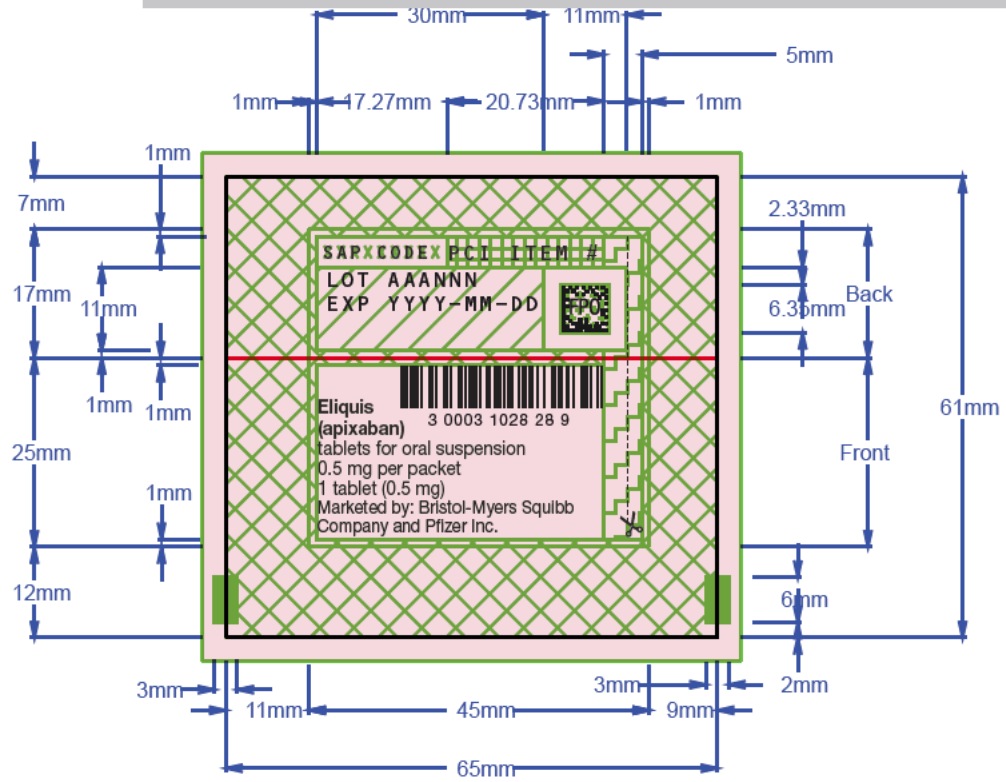 30mm
11mm
5mm
1mm
17.27mm
20.73mm
1mm
1mm
7mm
2.33mm
SAPXCODEX
PCI ITEM #
17mm
LOT AAANNN
Back
11mm
EXP YYYY-MM-DD
FPO
6.35mm
1mm
1mm
61mm
Eliquis
3 0003 1028 28 9
(apixaban)
25mm
tablets for oral suspension
Front
0.5 mg per packet
1mm
1 tablet (0.5 mg)
Marketed by: Bristol-Myers Squibb
Company and Pfizer Inc.
12mm
6mm
3mm
3mm
2mm
11mm
45mm
9mm
65mm